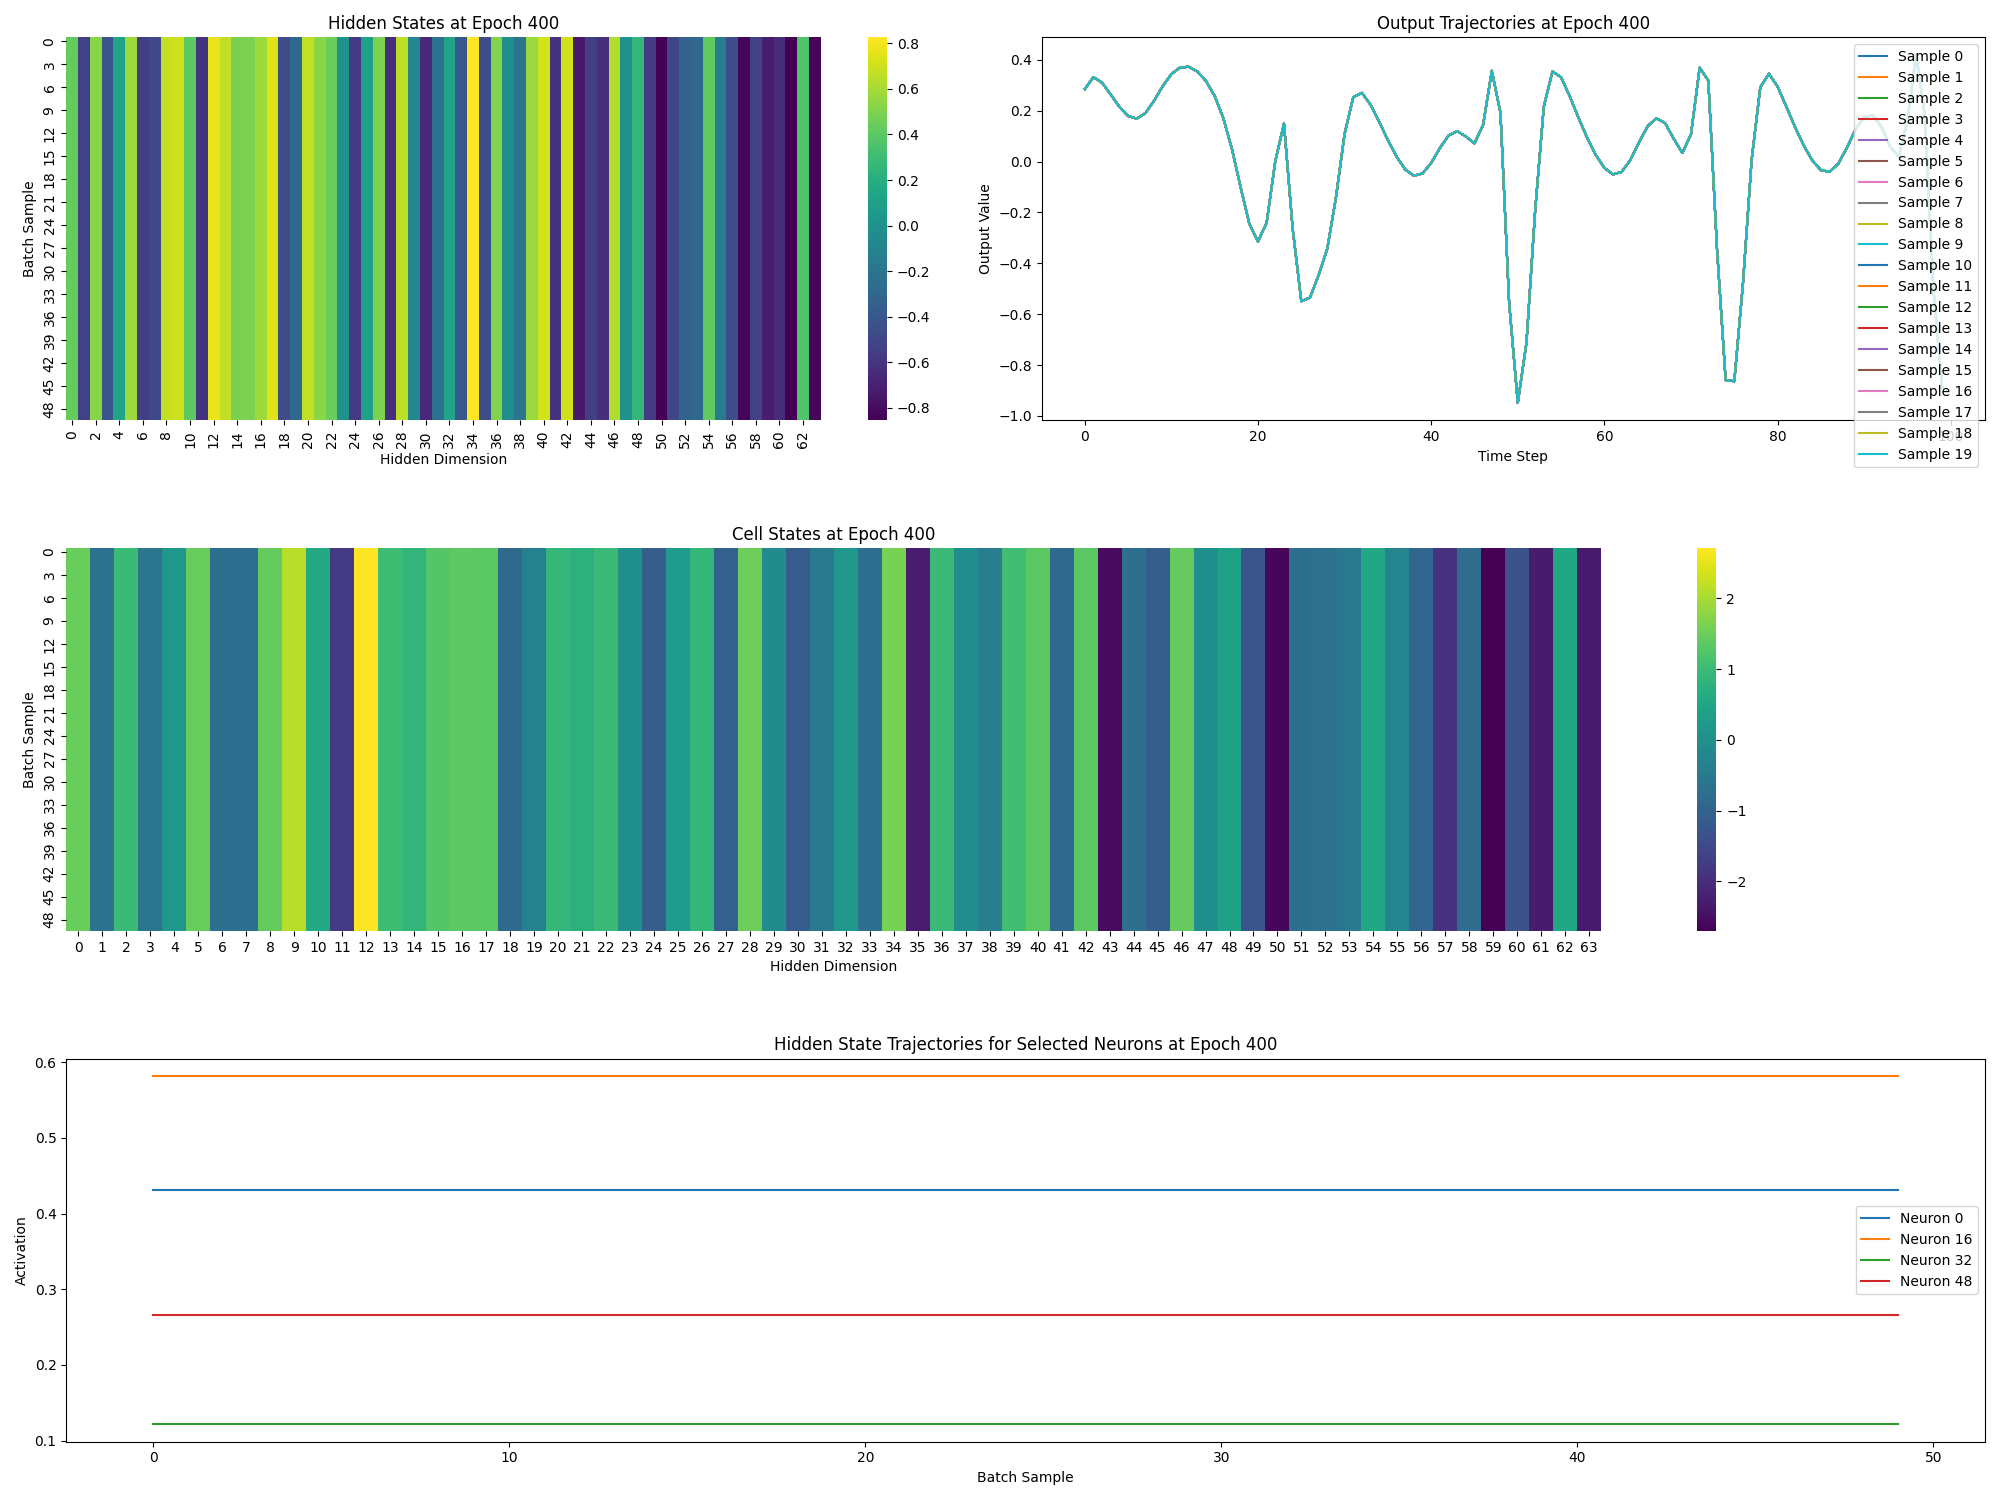 Hidden States at Epoch 400
0
3
6
9
12
15
18
21
24
27
30
33
36
39
42
45
48
Batch Sample
0 2 4 6 8 10 12 14 16 18 20 22 24 26 28 30 32 34 36 38 40 42 44 46 48 50 52 54 56 58 60 62
Hidden Dimension
0.8
0.6
0.4
0.2
0.0
−0.2
−0.4
−0.6
−0.8
Output Trajectories at Epoch 400
0.4
0.2
0.0
−0.2
−0.4
−0.6
−0.8
−1.0
Output Value
0 20 40 60 80 100
Time Step
Sample 0
Sample 1
Sample 2
Sample 3
Sample 4
Sample 5
Sample 6
Sample 7
Sample 8
Sample 9
Sample 10
Sample 11
Sample 12
Sample 13
Sample 14
Sample 15
Sample 16
Sample 17
Sample 18
Sample 19
Cell States at Epoch 400
0
3
6
9
12
15
18
21
24
27
30
33
36
39
42
45
48
Batch Sample
0 1 2 3 4 5 6 7 8 9 10 11 12 13 14 15 16 17 18 19 20 21 22 23 24 25 26 27 28 29 30 31 32 33 34 35 36 37 38 39 40 41 42 43 44 45 46 47 48 49 50 51 52 53 54 55 56 57 58 59 60 61 62 63
Hidden Dimension
2
1
0
−1
−2
Hidden State Trajectories for Selected Neurons at Epoch 400
0.6
0.5
0.4
0.3
0.2
0.1
Activation
0 10 20 30 40 50
Batch Sample
Neuron 0
Neuron 16
Neuron 32
Neuron 48